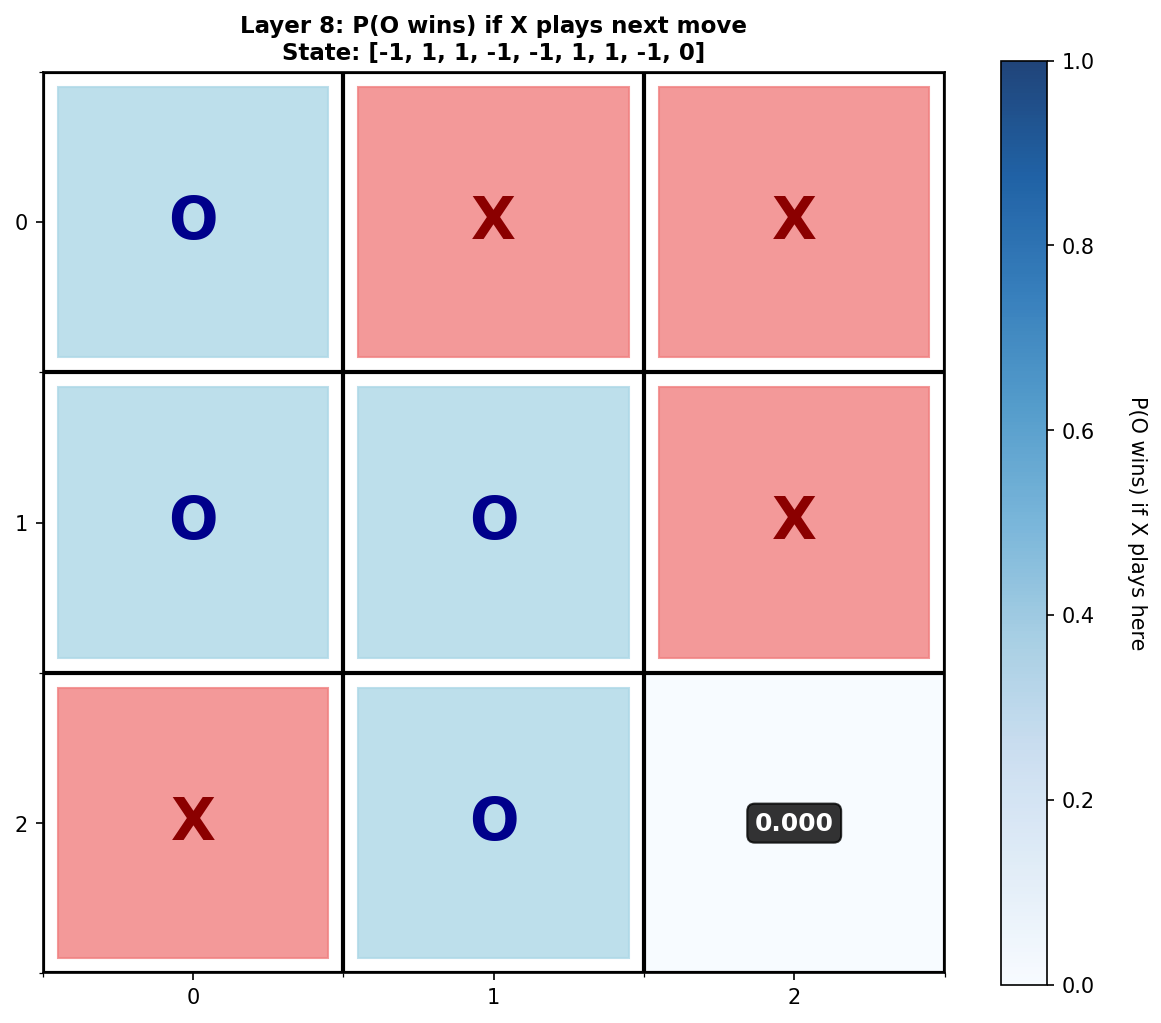 Layer 8: P(O wins) if X plays next move
State: [-1, 1, 1, -1, -1, 1, 1, -1, 0]
1.0
0.8
0.6
0.4
0.2
0.0
P(O wins) if X plays here
0
O
X
X
1
O
O
X
2
X
O
0.000
0
1
2